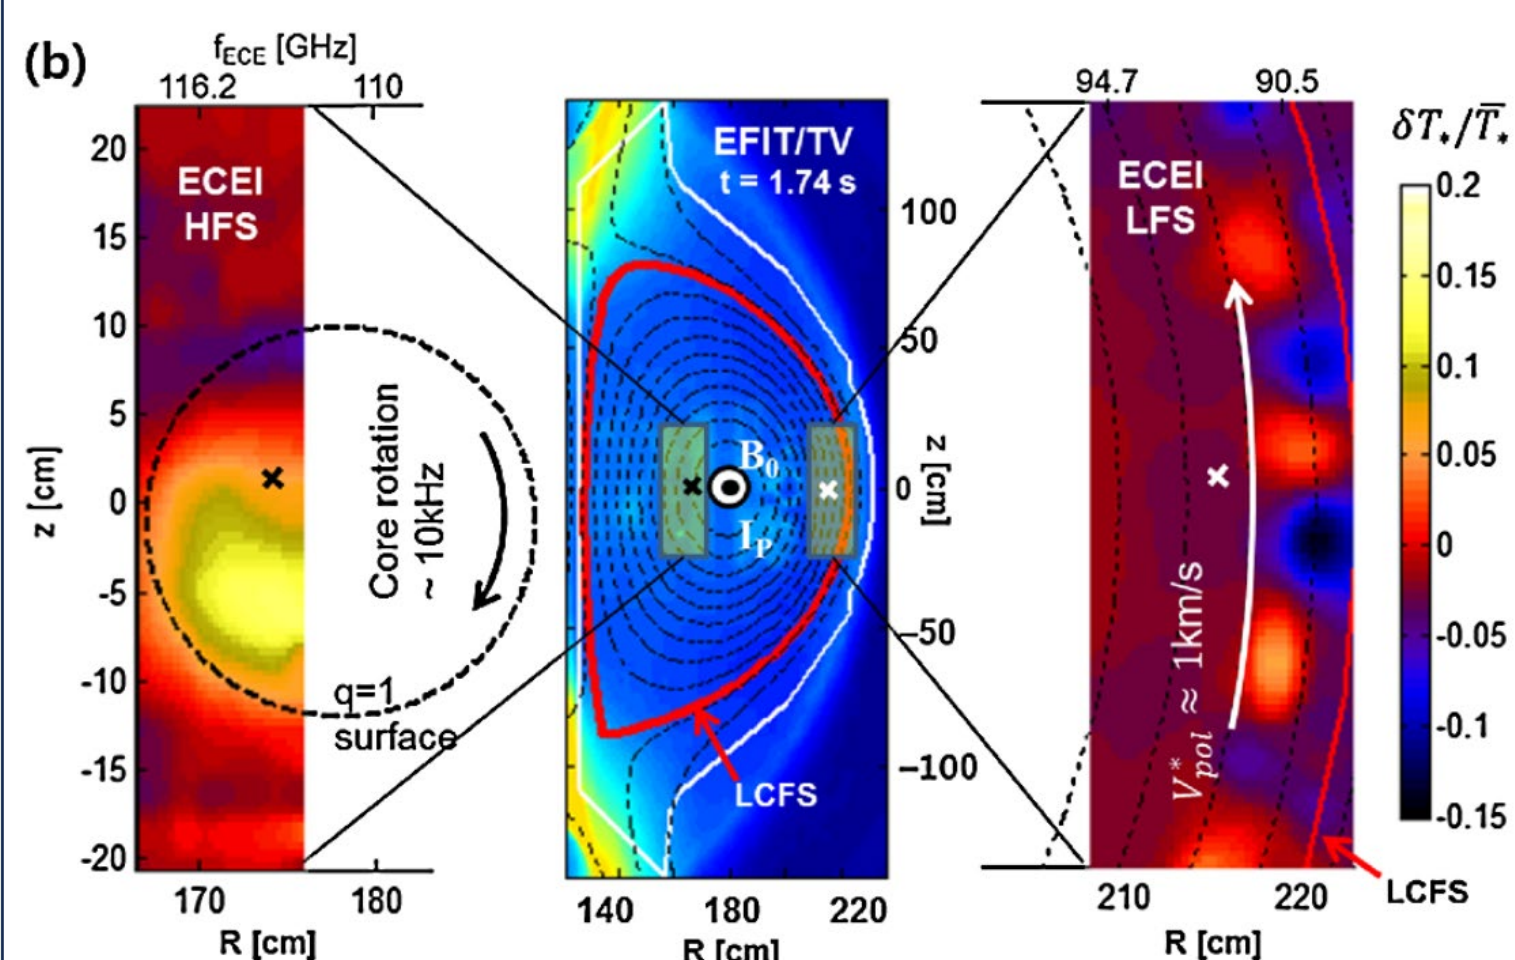 (b)
f_ECE [GHz]
116.2 110
20
15
10
5
0
-5
-10
-15
-20
z [cm]
ECEI
HFS
Core rotation
~ 10kHz
q=1
surface
170 180
R [cm]
EFIT/TV
t = 1.74 s
B₀
I_P
LCFS
100
50
0
–50
–100
z [cm]
140 180 220
R [cm]
94.7 90.5
ECEI
LFS
V*_pol ≈ 1km/s
LCFS
210 220
R [cm]
δT_*/T̅_*
0.2
0.15
0.1
0.05
0
-0.05
-0.1
-0.15